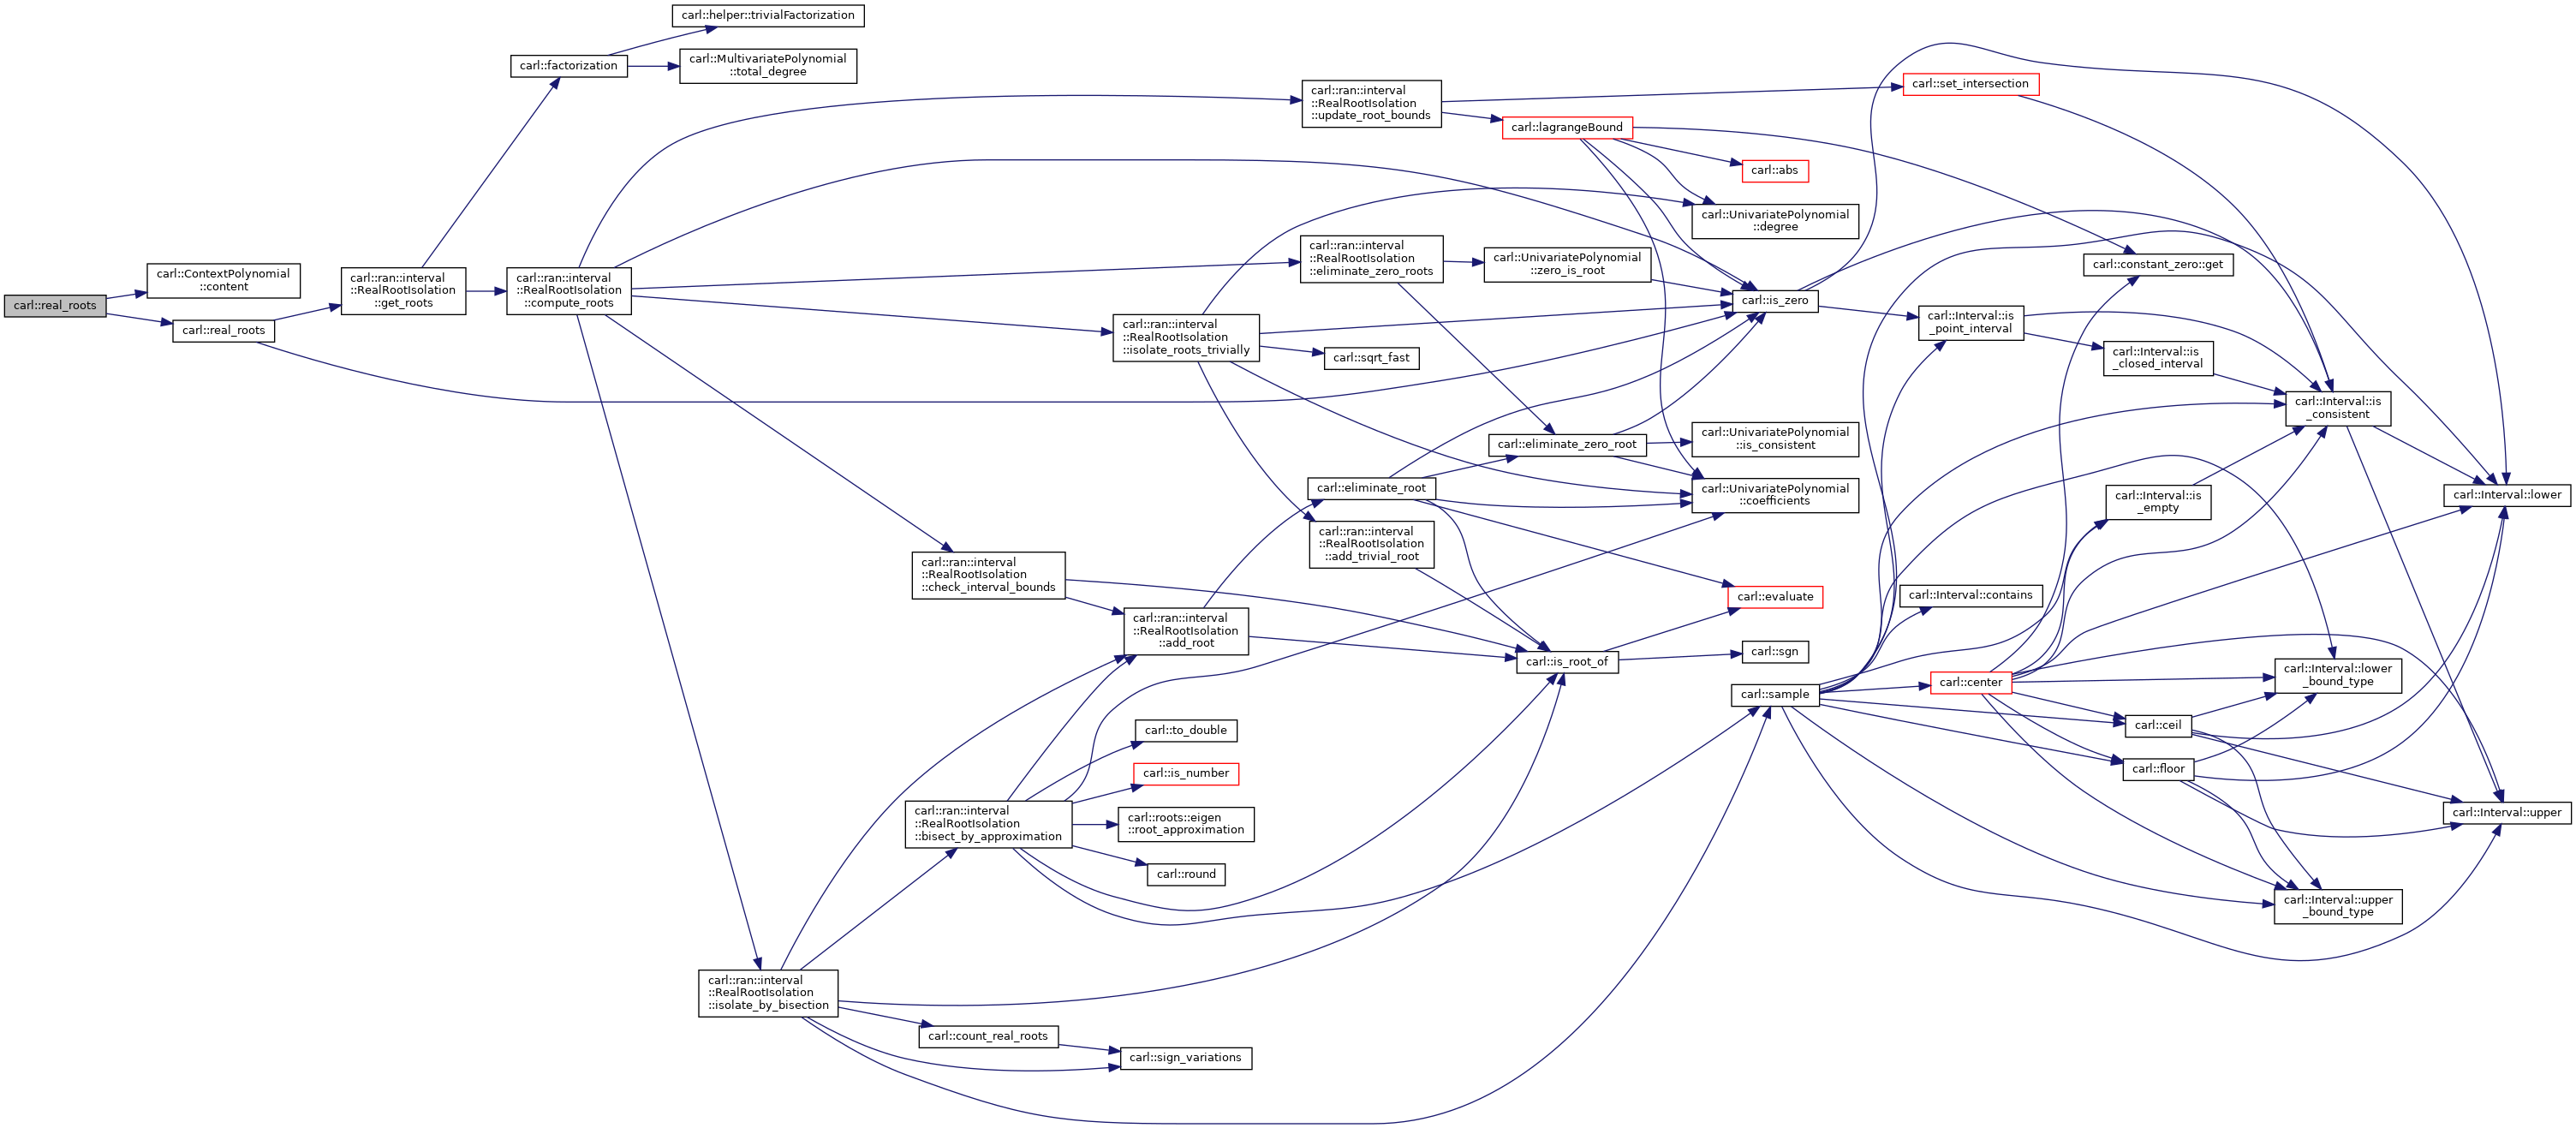 carl::real_roots
carl::ContextPolynomial
::content
carl::real_roots
carl::ran::interval
::RealRootIsolation
::get_roots
carl::factorization
carl::helper::trivialFactorization
carl::MultivariatePolynomial
::total_degree
carl::ran::interval
::RealRootIsolation
::compute_roots
carl::ran::interval
::RealRootIsolation
::update_root_bounds
carl::set_intersection
carl::lagrangeBound
carl::abs
carl::UnivariatePolynomial
::degree
carl::ran::interval
::RealRootIsolation
::eliminate_zero_roots
carl::UnivariatePolynomial
::zero_is_root
carl::is_zero
carl::constant_zero::get
carl::Interval::is
_point_interval
carl::Interval::is
_closed_interval
carl::Interval::is
_consistent
carl::ran::interval
::RealRootIsolation
::isolate_roots_trivially
carl::sqrt_fast
carl::eliminate_zero_root
carl::UnivariatePolynomial
::is_consistent
carl::eliminate_root
carl::UnivariatePolynomial
::coefficients
carl::Interval::is
_empty
carl::Interval::lower
carl::ran::interval
::RealRootIsolation
::add_trivial_root
carl::ran::interval
::RealRootIsolation
::check_interval_bounds
carl::evaluate
carl::Interval::contains
carl::ran::interval
::RealRootIsolation
::add_root
carl::is_root_of
carl::sgn
carl::sample
carl::center
carl::Interval::lower
_bound_type
carl::ceil
carl::floor
carl::to_double
carl::is_number
carl::ran::interval
::RealRootIsolation
::bisect_by_approximation
carl::roots::eigen
::root_approximation
carl::round
carl::Interval::upper
carl::Interval::upper
_bound_type
carl::ran::interval
::RealRootIsolation
::isolate_by_bisection
carl::count_real_roots
carl::sign_variations